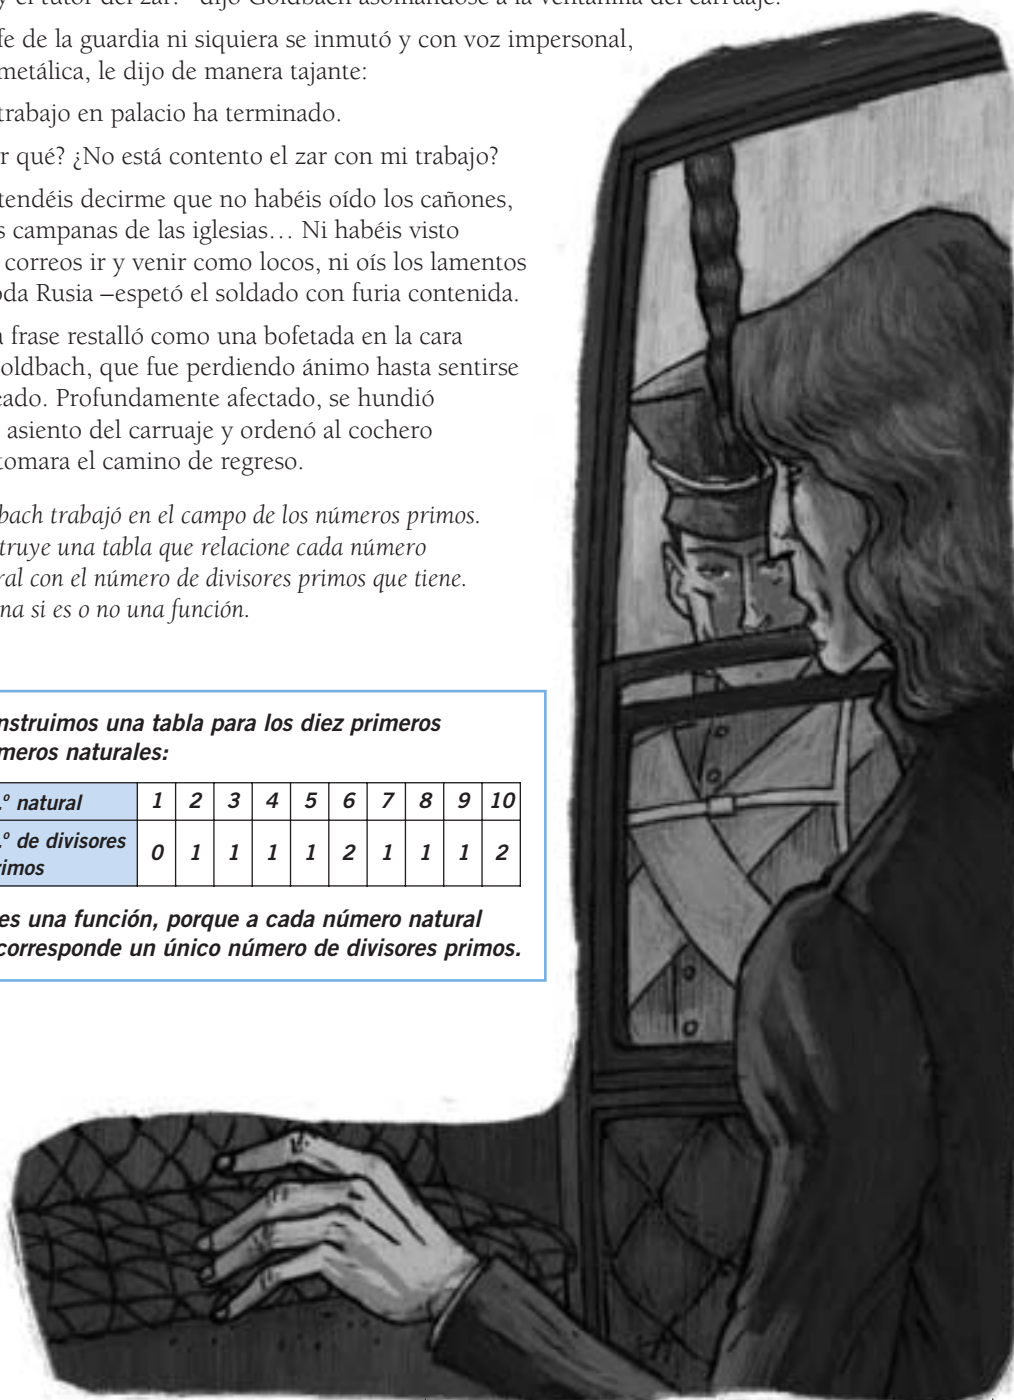 y el tutor del zar! –dijo Goldbach asomándose a la ventanilla del carruaje.
fe de la guardia ni siquiera se inmutó y con voz impersonal,
metálica, le dijo de manera tajante:
trabajo en palacio ha terminado.
r qué? ¿No está contento el zar con mi trabajo?
tendéis decirme que no habéis oído los cañones,
s campanas de las iglesias… Ni habéis visto
correos ir y venir como locos, ni oís los lamentos
oda Rusia –espetó el soldado con furia contenida.
a frase restalló como una bofetada en la cara
oldbach, que fue perdiendo ánimo hasta sentirse
eado. Profundamente afectado, se hundió
asiento del carruaje y ordenó al cochero
tomara el camino de regreso.
bach trabajó en el campo de los números primos.
struye una tabla que relacione cada número
ral con el número de divisores primos que tiene.
na si es o no una función.
nstruimos una tabla para los diez primeros
meros naturales:
.º natural 1 2 3 4 5 6 7 8 9 10
.º de divisores
rimos 0 1 1 1 1 2 1 1 1 2
es una función, porque a cada número natural
corresponde un único número de divisores primos.